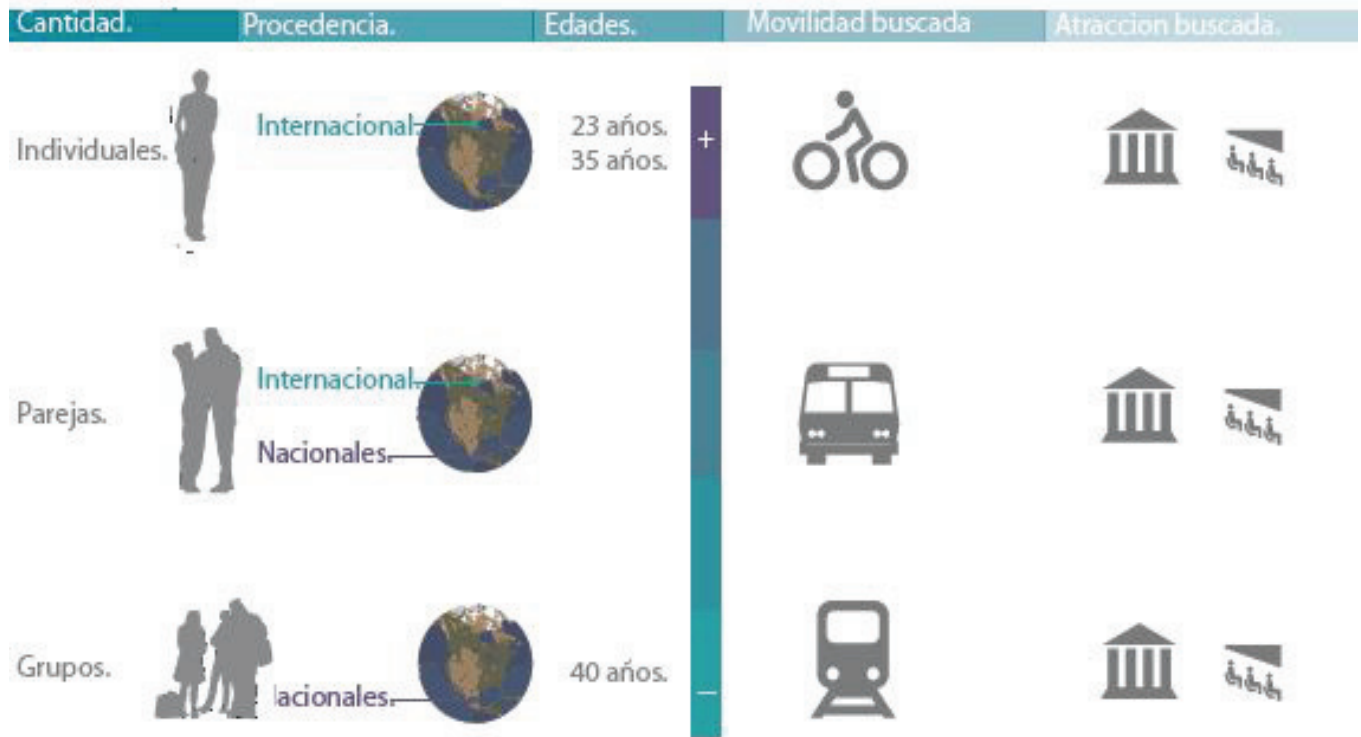 Cantidad. Procedencia. Edades. Movilidad buscada Atraccion buscada.
Individuales. Internacional. 23 años.
35 años.
+
Parejas. Internacional.
Nacionales.
Grupos. lacionales. 40 años.
–